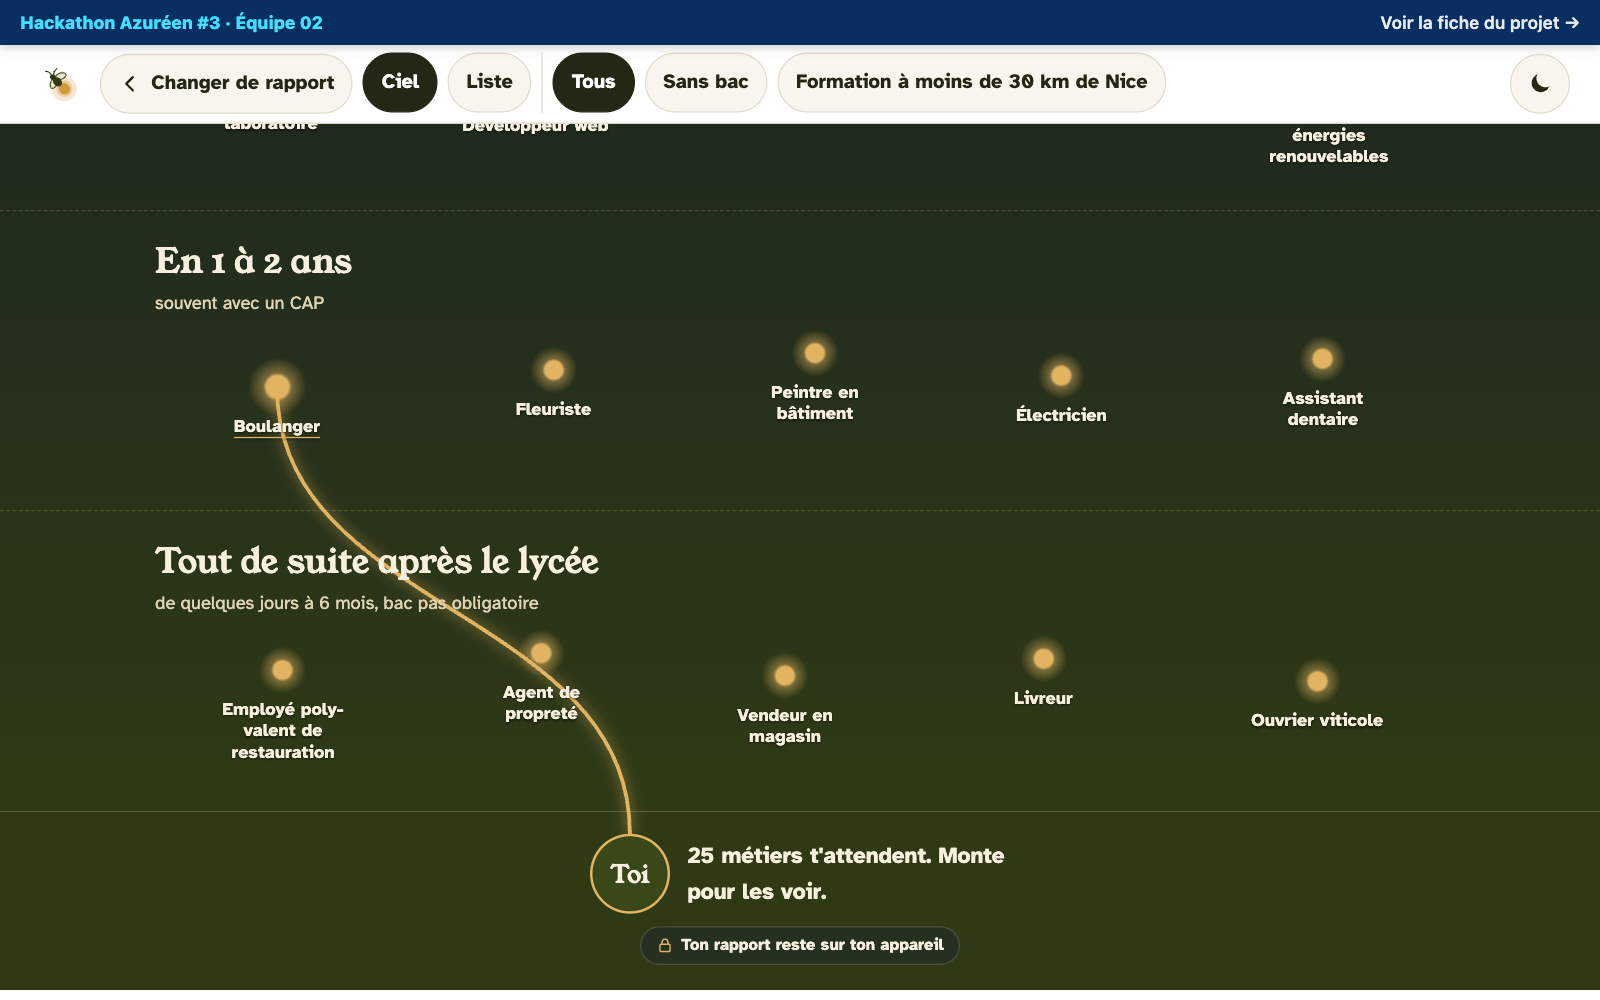 Hackathon Azuréen #3 · Équipe 02
Voir la fiche du projet →
Changer de rapport
Ciel
Liste
Tous
Sans bac
Formation à moins de 30 km de Nice
laboratoire
Développeur web
énergies
renouvelables
En 1 à 2 ans
souvent avec un CAP
Boulanger
Fleuriste
Peintre en
bâtiment
Électricien
Assistant
dentaire
Tout de suite après le lycée
de quelques jours à 6 mois, bac pas obligatoire
Employé poly-
valent de
restauration
Agent de
propreté
Vendeur en
magasin
Livreur
Ouvrier viticole
Toi
25 métiers t'attendent. Monte
pour les voir.
Ton rapport reste sur ton appareil